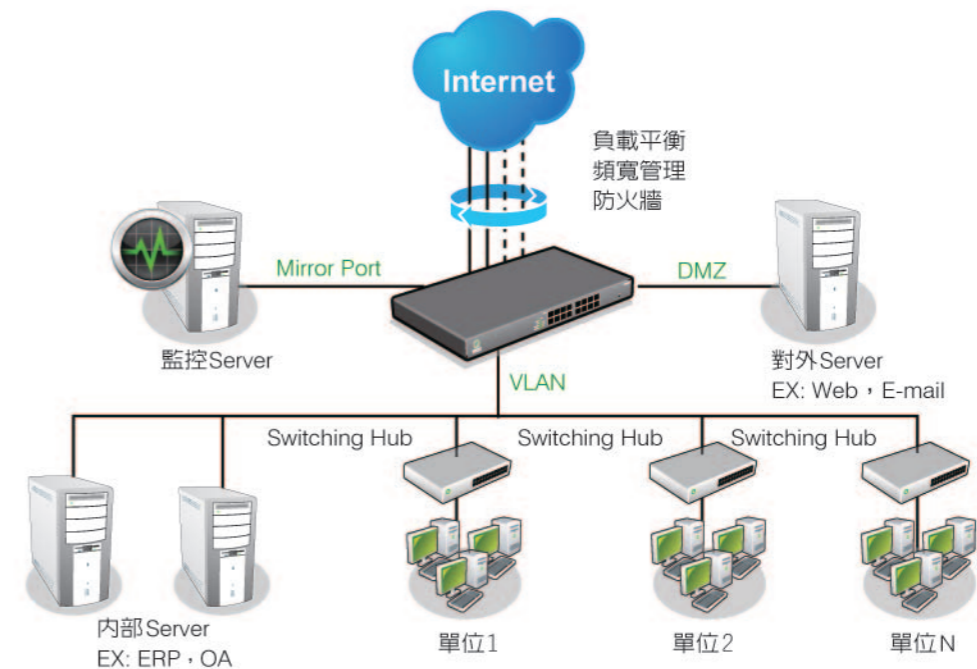 Internet
負載平衡
頻寬管理
防火牆
Mirror Port
DMZ
監控Server
對外Server
EX: Web，E-mail
VLAN
Switching Hub
Switching Hub
Switching Hub
內部Server
EX: ERP，OA
單位1
單位2
單位N